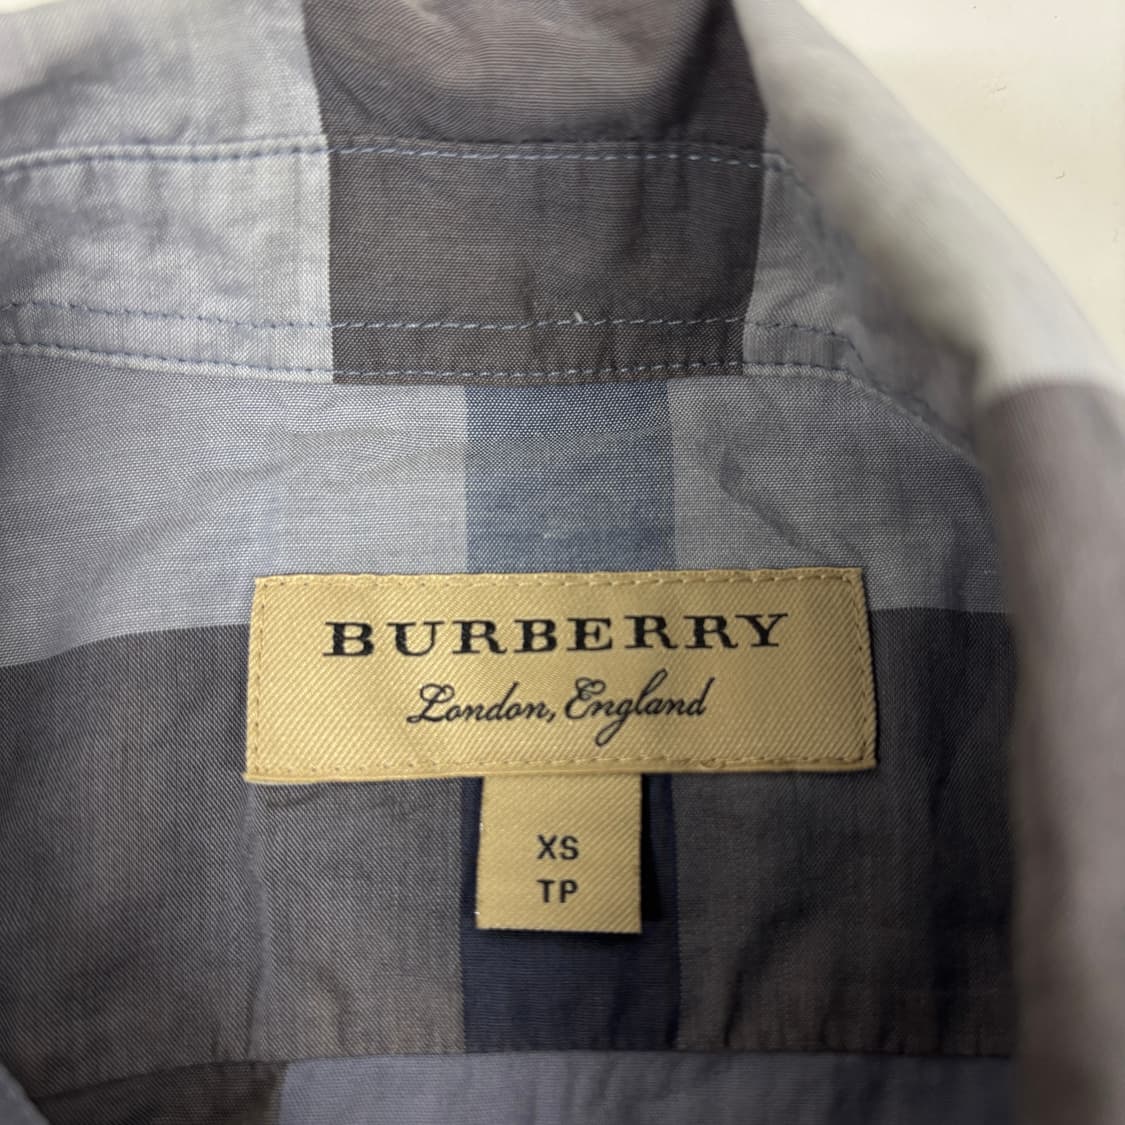 BURBERRY
London, England
XS
TP